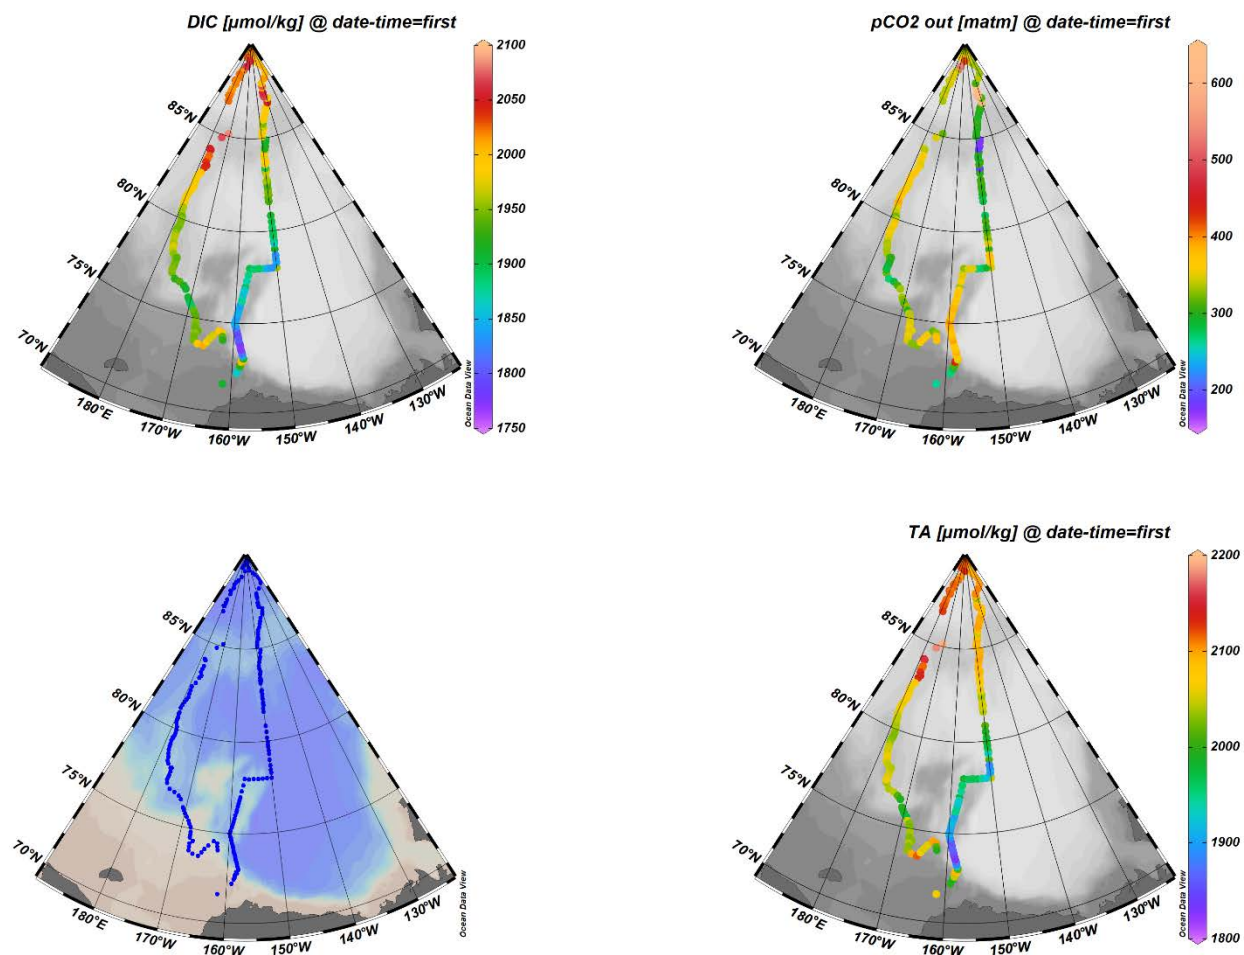 DIC [µmol/kg] @ date-time=first
2100
2050
2000
1950
1900
1850
1800
1750
85°N
80°N
75°N
70°N
180°E
170°W
160°W
150°W
140°W
130°W
Ocean Data View
pCO2 out [matm] @ date-time=first
600
500
400
300
200
85°N
80°N
75°N
70°N
180°E
170°W
160°W
150°W
140°W
130°W
Ocean Data View
85°N
80°N
75°N
70°N
180°E
170°W
160°W
150°W
140°W
130°W
Ocean Data View
TA [µmol/kg] @ date-time=first
2200
2100
2000
1900
1800
85°N
80°N
75°N
70°N
180°E
170°W
160°W
150°W
140°W
130°W
Ocean Data View